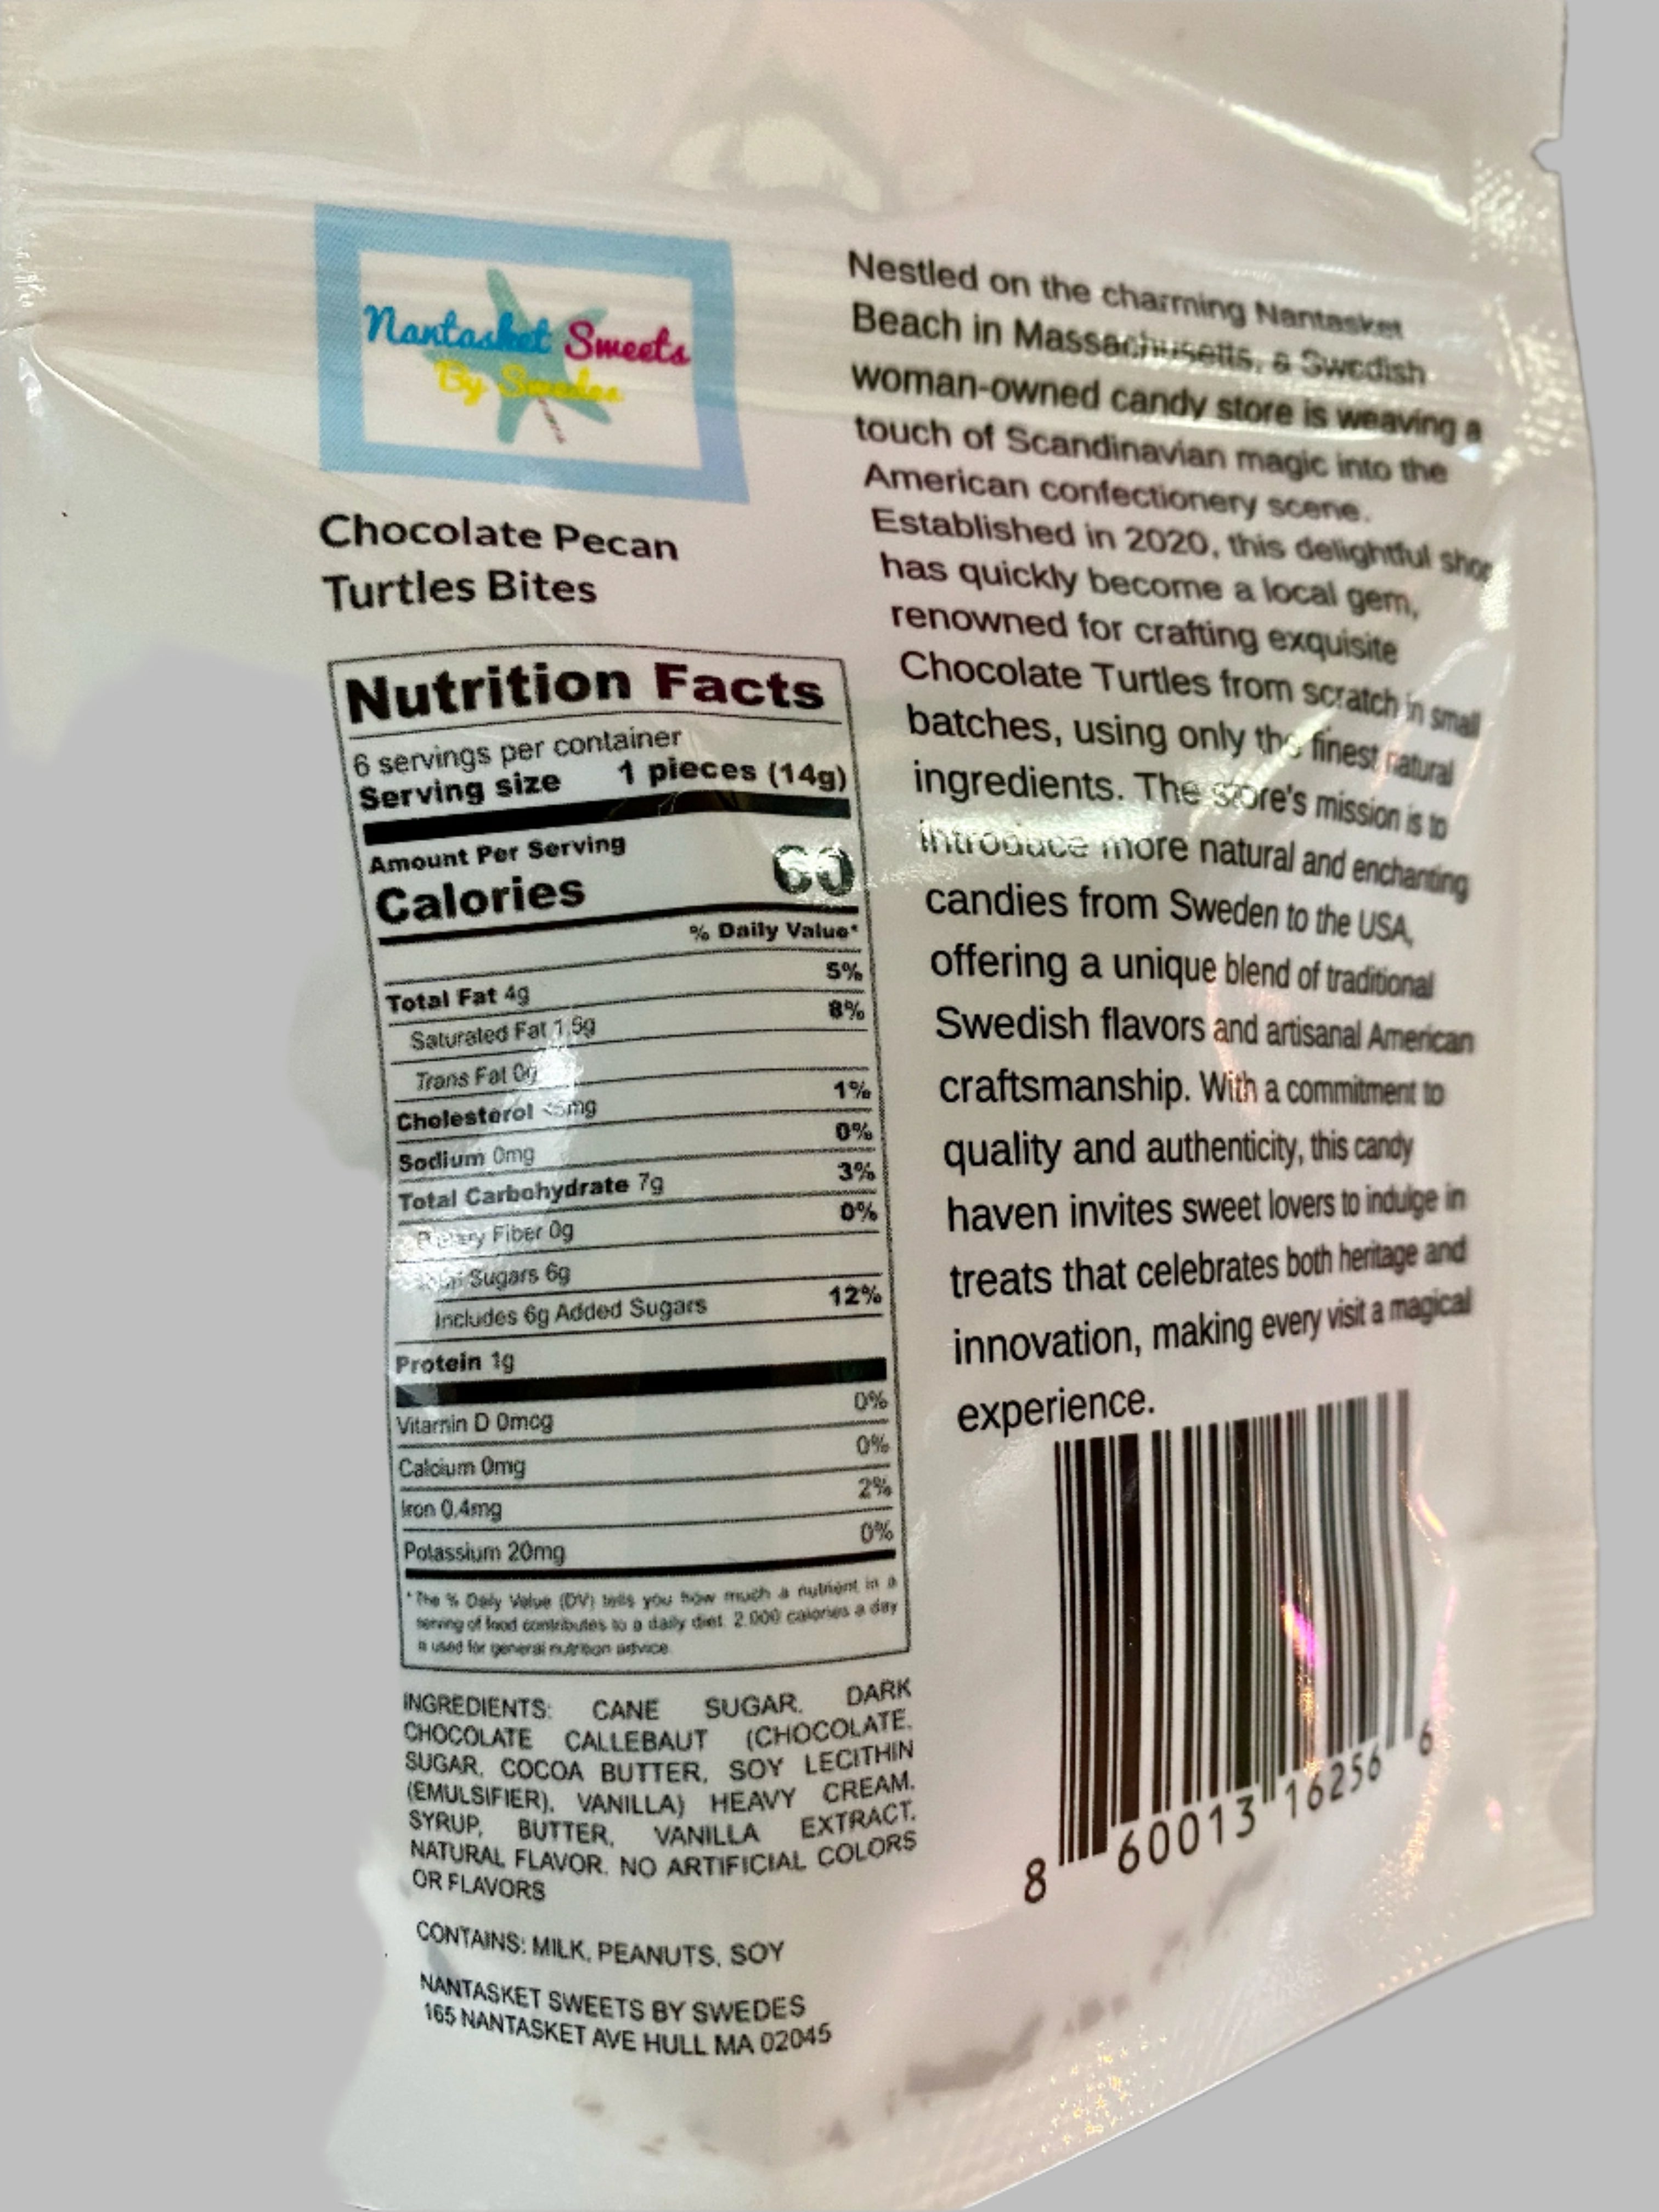 Nantasket Sweets
By Swedes
Chocolate Pecan
Turtles Bites
Nutrition Facts
6 servings per container
Serving size 1 pieces (14g)
Amount Per Serving
Calories 60
% Daily Value*
Total Fat 4g 5%
Saturated Fat 1.5g 8%
Trans Fat 0g
Cholesterol <5mg 1%
Sodium 0mg 0%
Total Carbohydrate 7g 3%
Dietary Fiber 0g 0%
Total Sugars 6g
Includes 6g Added Sugars 12%
Protein 1g
Vitamin D 0mcg 0%
Calcium 0mg 0%
Iron 0.4mg 2%
Potassium 20mg 0%
*The % Daily Value (DV) tells you how much a nutrient in a
serving of food contributes to a daily diet. 2,000 calories a day
is used for general nutrition advice.
INGREDIENTS: CANE SUGAR, DARK
CHOCOLATE CALLEBAUT (CHOCOLATE,
SUGAR, COCOA BUTTER, SOY LECITHIN
(EMULSIFIER), VANILLA) HEAVY CREAM,
SYRUP, BUTTER, VANILLA EXTRACT,
NATURAL FLAVOR. NO ARTIFICIAL COLORS
OR FLAVORS
CONTAINS: MILK, PEANUTS, SOY
NANTASKET SWEETS BY SWEDES
165 NANTASKET AVE HULL MA 02045
Nestled on the charming Nantasket
Beach in Massachusetts, a Swedish
woman-owned candy store is weaving a
touch of Scandinavian magic into the
American confectionery scene.
Established in 2020, this delightful shop
has quickly become a local gem,
renowned for crafting exquisite
Chocolate Turtles from scratch in small
batches, using only the finest natural
ingredients. The store's mission is to
introduce more natural and enchanting
candies from Sweden to the USA,
offering a unique blend of traditional
Swedish flavors and artisanal American
craftsmanship. With a commitment to
quality and authenticity, this candy
haven invites sweet lovers to indulge in
treats that celebrates both heritage and
innovation, making every visit a magical
experience.
8 60013 16256 6